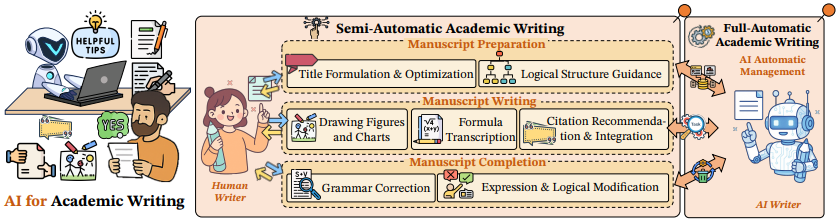 HELPFUL
TIPS
YES
AI for Academic Writing
Semi-Automatic Academic Writing
Manuscript Preparation
Title Formulation & Optimization
Logical Structure Guidance
Manuscript Writing
Drawing Figures
and Charts
√4
(x+y)
=
Formula
Transcription
Citation Recommenda-
tion & Integration
Manuscript Completion
S+V
Grammar Correction
Expression & Logical Modification
Human
Writer
Full-Automatic
Academic Writing
AI Automatic
Management
Task
AI Writer